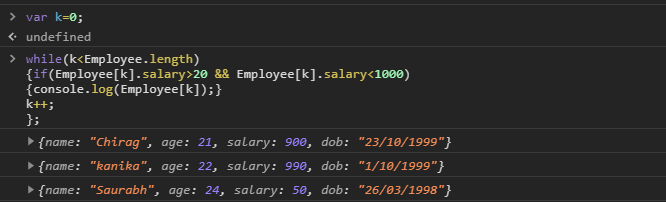 > var k=0;
< undefined
> while(k<Employee.length)
{if(Employee[k].salary>20 && Employee[k].salary<1000)
{console.log(Employee[k]);}
k++;
};
▶{name: "Chirag", age: 21, salary: 900, dob: "23/10/1999"}
▶{name: "kanika", age: 22, salary: 990, dob: "1/10/1999"}
▶{name: "Saurabh", age: 24, salary: 50, dob: "26/03/1998"}